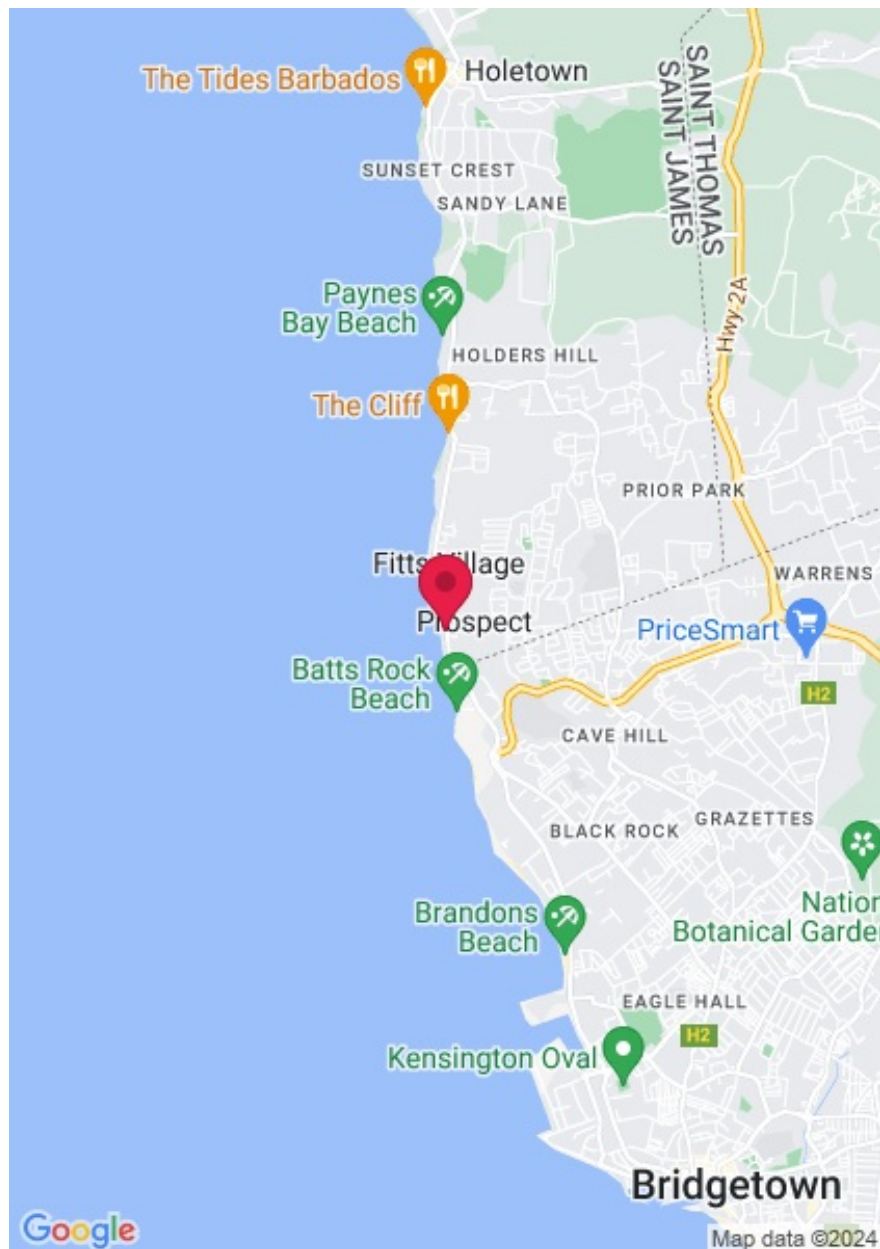 The Tides Barbados
Holetown
SAINT THOMAS
SAINT JAMES
SUNSET CREST
SANDY LANE
Paynes
Bay Beach
Hwy 2A
HOLDERS HILL
The Cliff
PRIOR PARK
Fitts Village
WARRENS
Prospect
PriceSmart
Batts Rock
Beach
H2
CAVE HILL
GRAZETTES
BLACK ROCK
Nation
Botanical Garde
Brandons
Beach
EAGLE HALL
H2
Kensington Oval
Bridgetown
Google
Map data ©2024